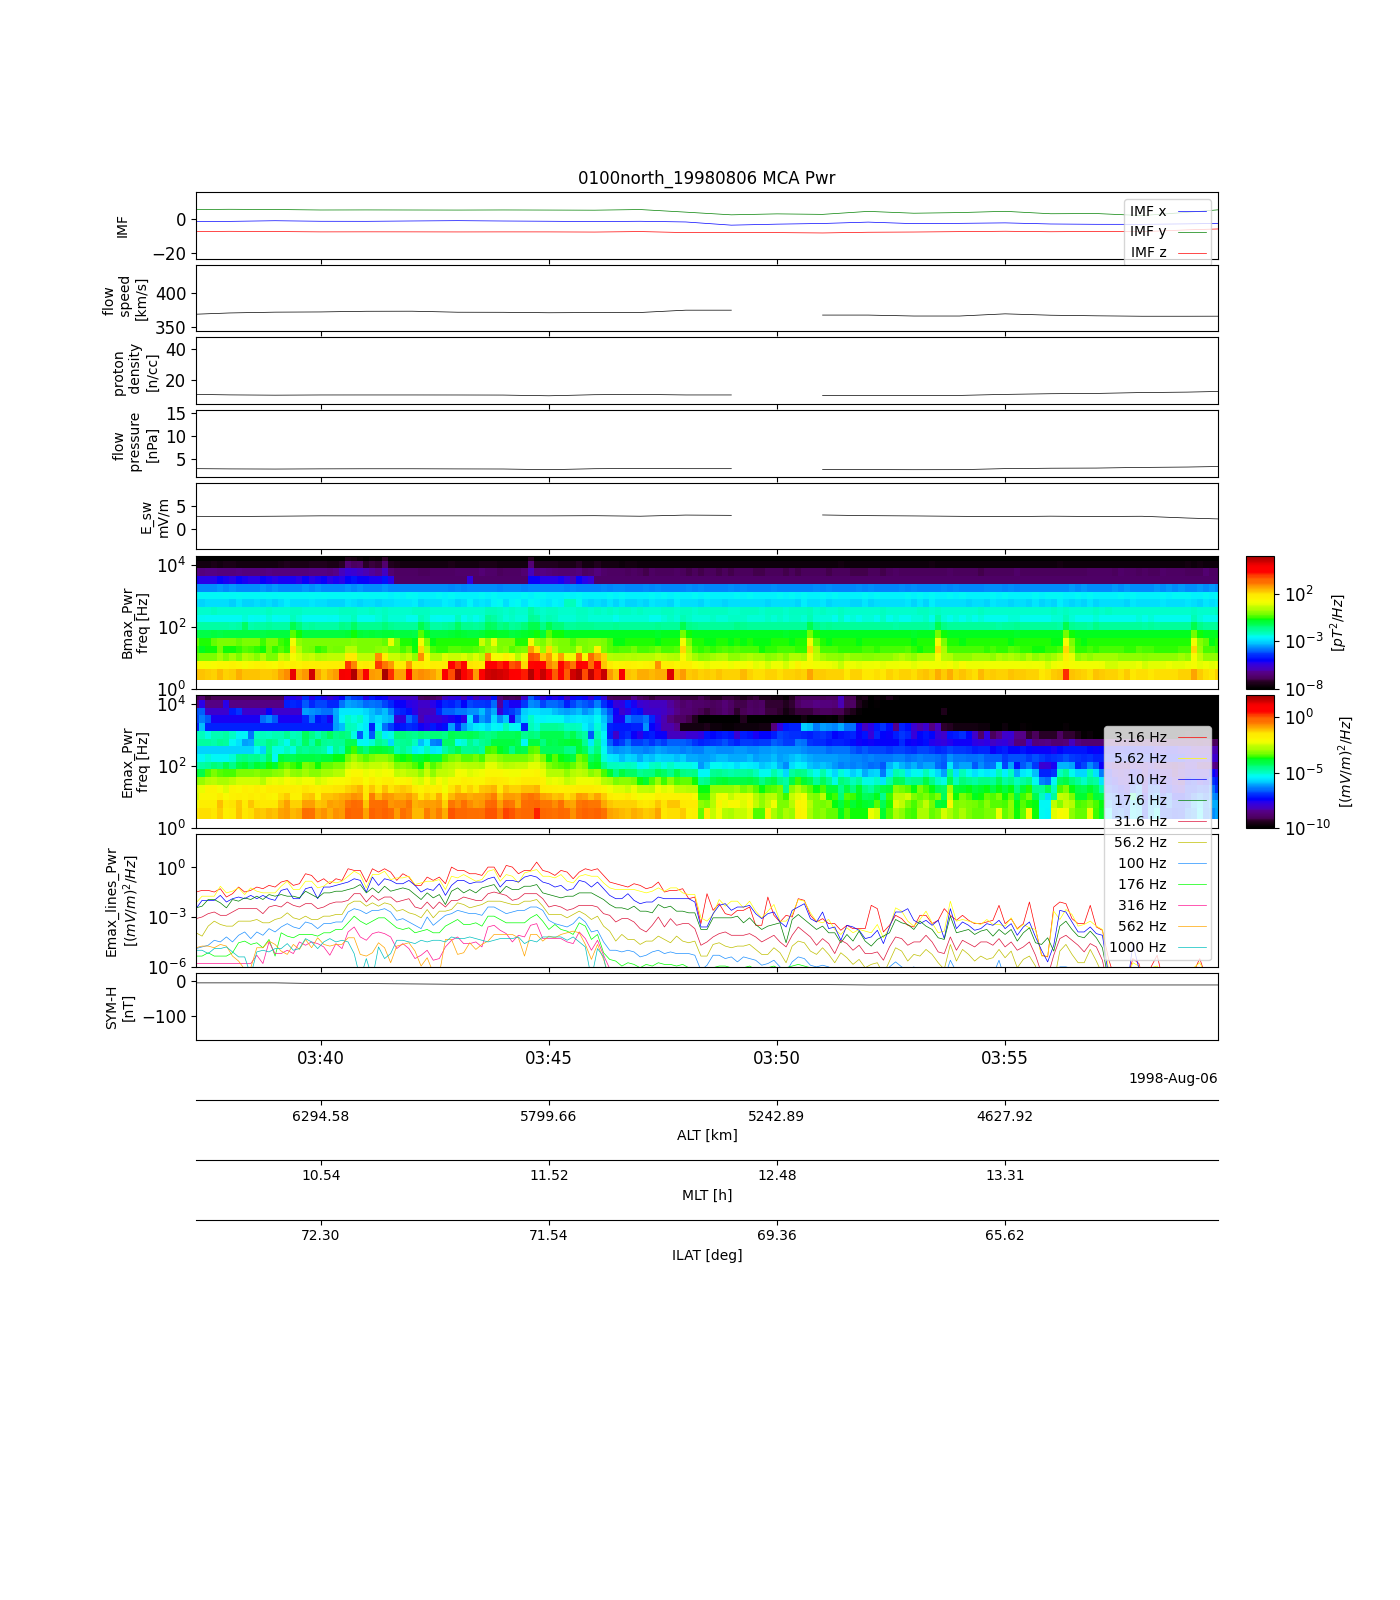 0100north_19980806 MCA Pwr
IMF
0
−20
IMF x
IMF y
IMF z
flow
speed
[km/s]
400
350
proton
density
[n/cc]
40
20
flow
pressure
[nPa]
15
10
5
E_sw
mV/m
5
0
Bmax_Pwr
freq [Hz]
10^4
10^2
10^0
10^2
10^−3
10^−8
[pT^2/Hz]
Emax_Pwr
freq [Hz]
10^4
10^2
10^0
10^0
10^−5
10^−10
[(mV/m)^2/Hz]
3.16 Hz
5.62 Hz
10 Hz
17.6 Hz
31.6 Hz
56.2 Hz
100 Hz
176 Hz
316 Hz
562 Hz
1000 Hz
Emax_lines_Pwr
[(mV/m)^2/Hz]
10^0
10^−3
10^−6
SYM-H
[nT]
0
−100
03:40 03:45 03:50 03:55
1998-Aug-06
6294.58 5799.66 5242.89 4627.92
ALT [km]
10.54 11.52 12.48 13.31
MLT [h]
72.30 71.54 69.36 65.62
ILAT [deg]